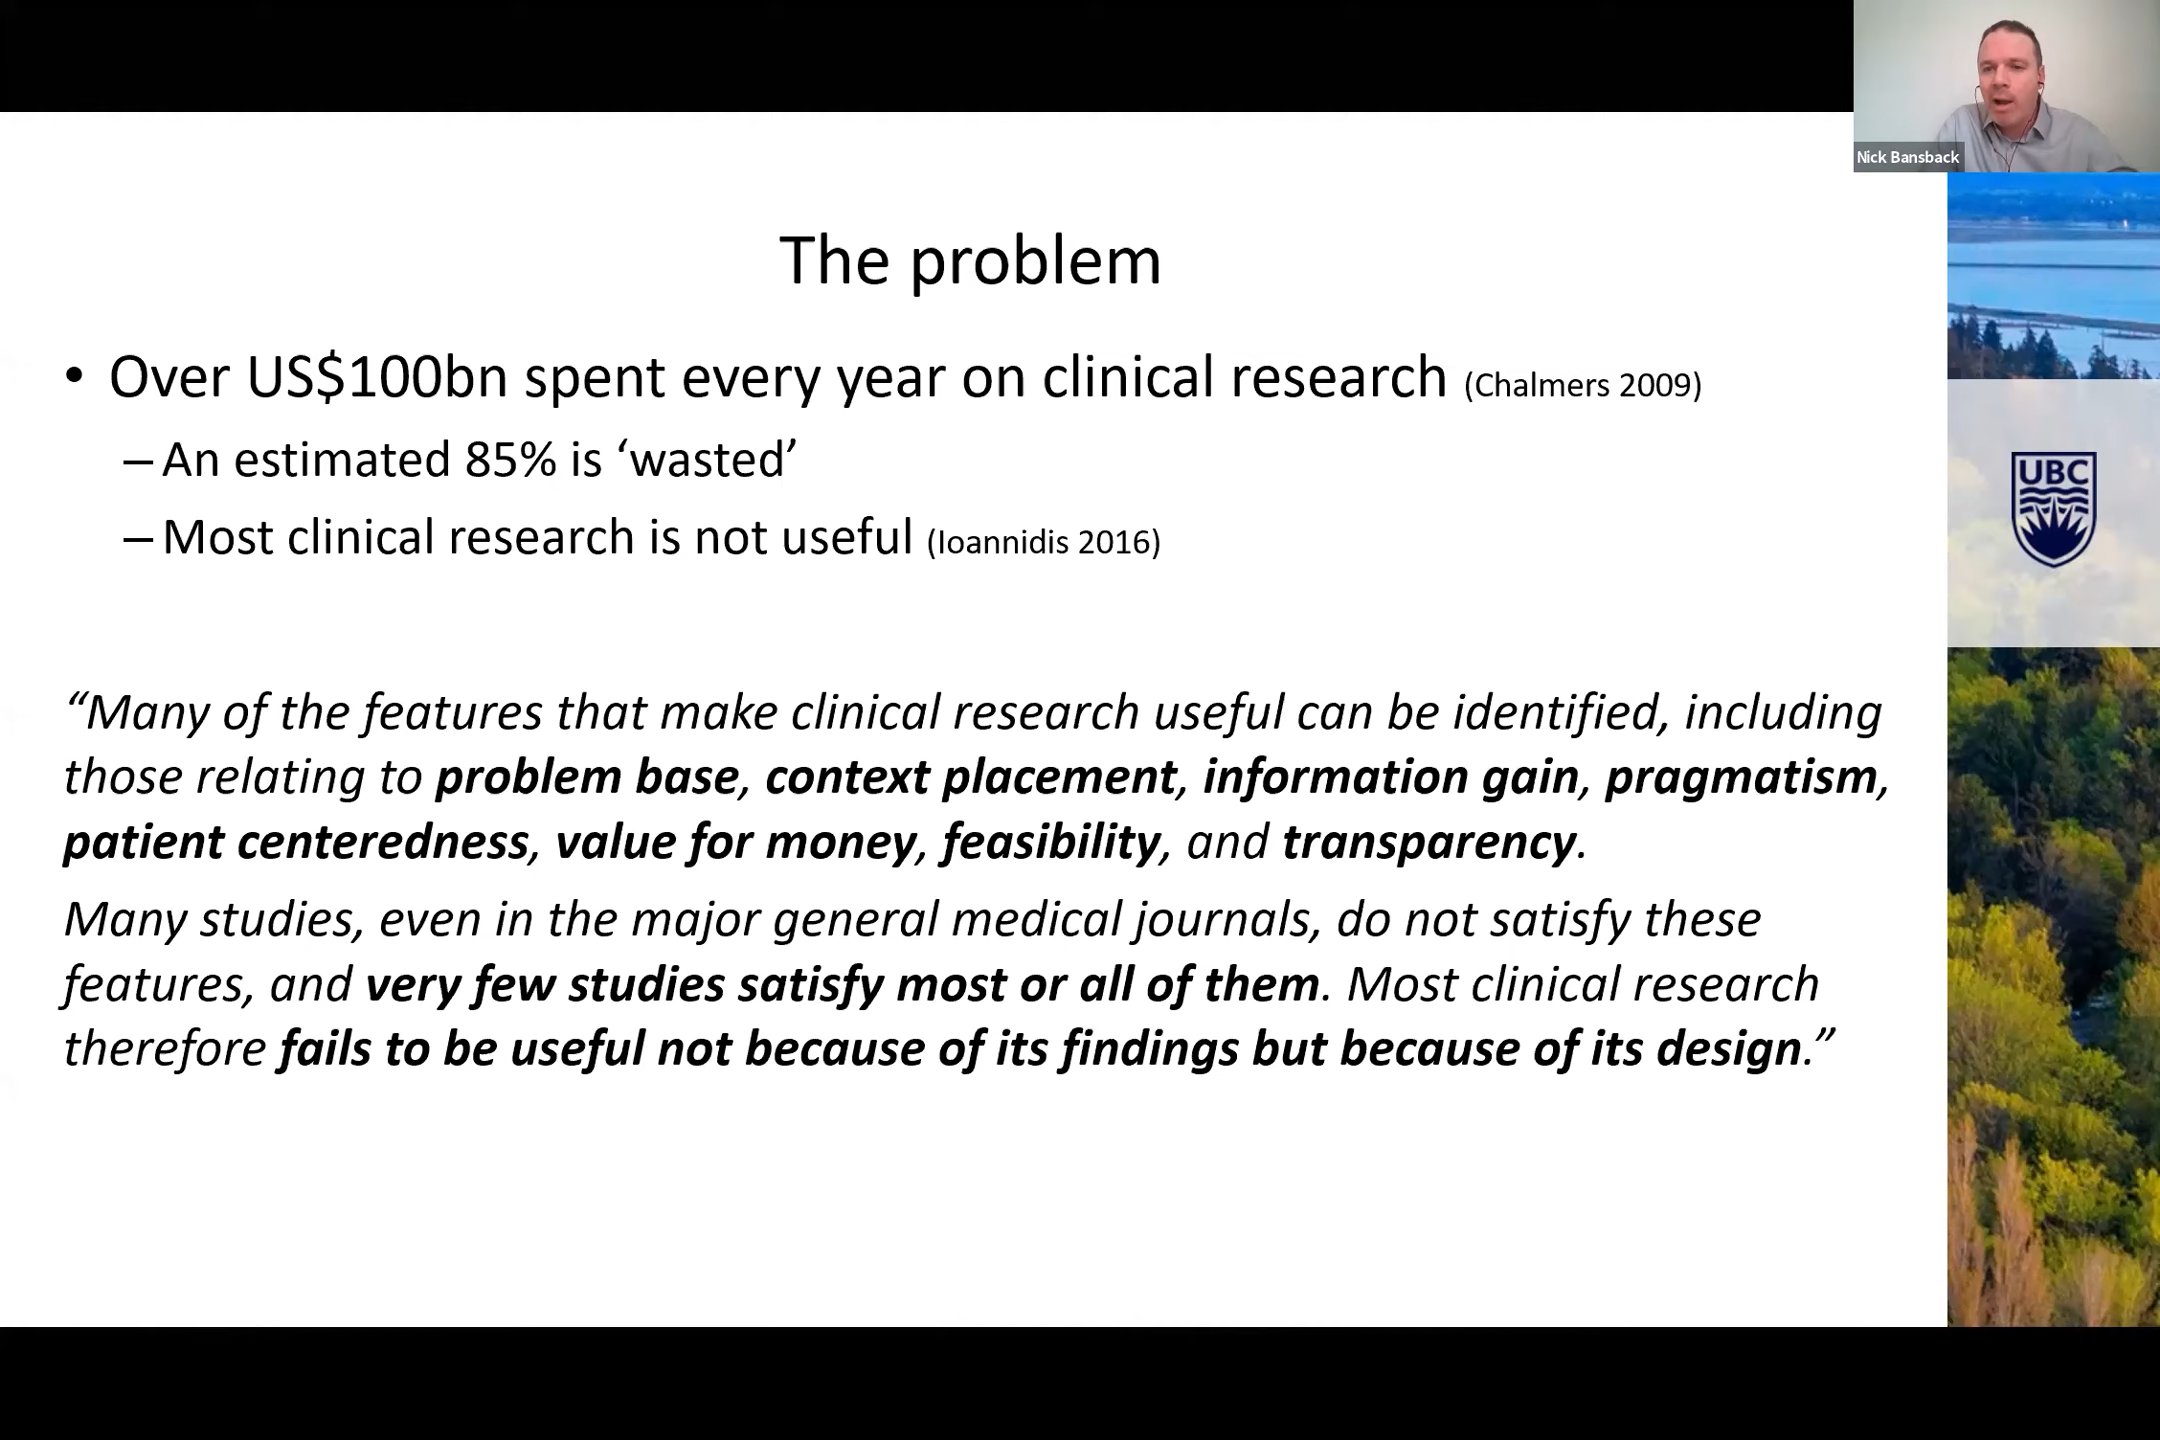 Nick Bansback
The problem
• Over US$100bn spent every year on clinical research (Chalmers 2009)
– An estimated 85% is ‘wasted’
– Most clinical research is not useful (Ioannidis 2016)
UBC
“Many of the features that make clinical research useful can be identified, including
those relating to problem base, context placement, information gain, pragmatism,
patient centeredness, value for money, feasibility, and transparency.
Many studies, even in the major general medical journals, do not satisfy these
features, and very few studies satisfy most or all of them. Most clinical research
therefore fails to be useful not because of its findings but because of its design.”